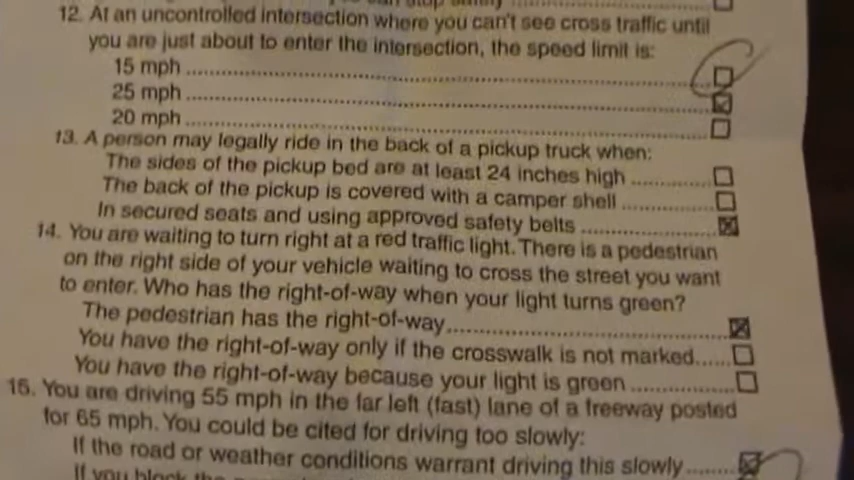 12. At an uncontrolled intersection where you can't see cross traffic until
you are just about to enter the intersection, the speed limit is:
15 mph
25 mph
20 mph
13. A person may legally ride in the back of a pickup truck when:
The sides of the pickup bed are at least 24 inches high
The back of the pickup is covered with a camper shell
In secured seats and using approved safety belts
14. You are waiting to turn right at a red traffic light. There is a pedestrian
on the right side of your vehicle waiting to cross the street you want
to enter. Who has the right-of-way when your light turns green?
The pedestrian has the right-of-way
You have the right-of-way only if the crosswalk is not marked
You have the right-of-way because your light is green
15. You are driving 55 mph in the far left (fast) lane of a freeway posted
for 65 mph. You could be cited for driving too slowly:
If the road or weather conditions warrant driving this slowly
If you block the